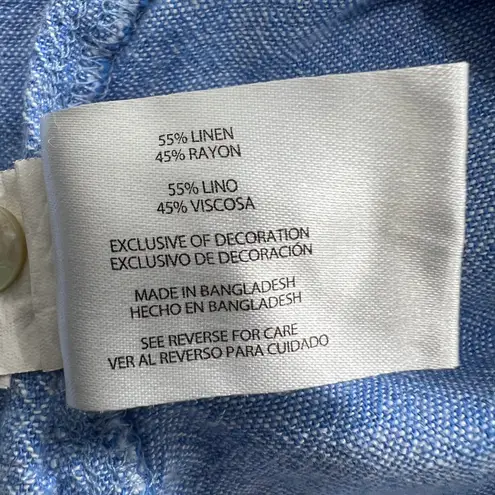 55% LINEN
45% RAYON
55% LINO
45% VISCOSA
EXCLUSIVE OF DECORATION
EXCLUSIVO DE DECORACIÓN
MADE IN BANGLADESH
HECHO EN BANGLADESH
SEE REVERSE FOR CARE
VER AL REVERSO PARA CUIDADO